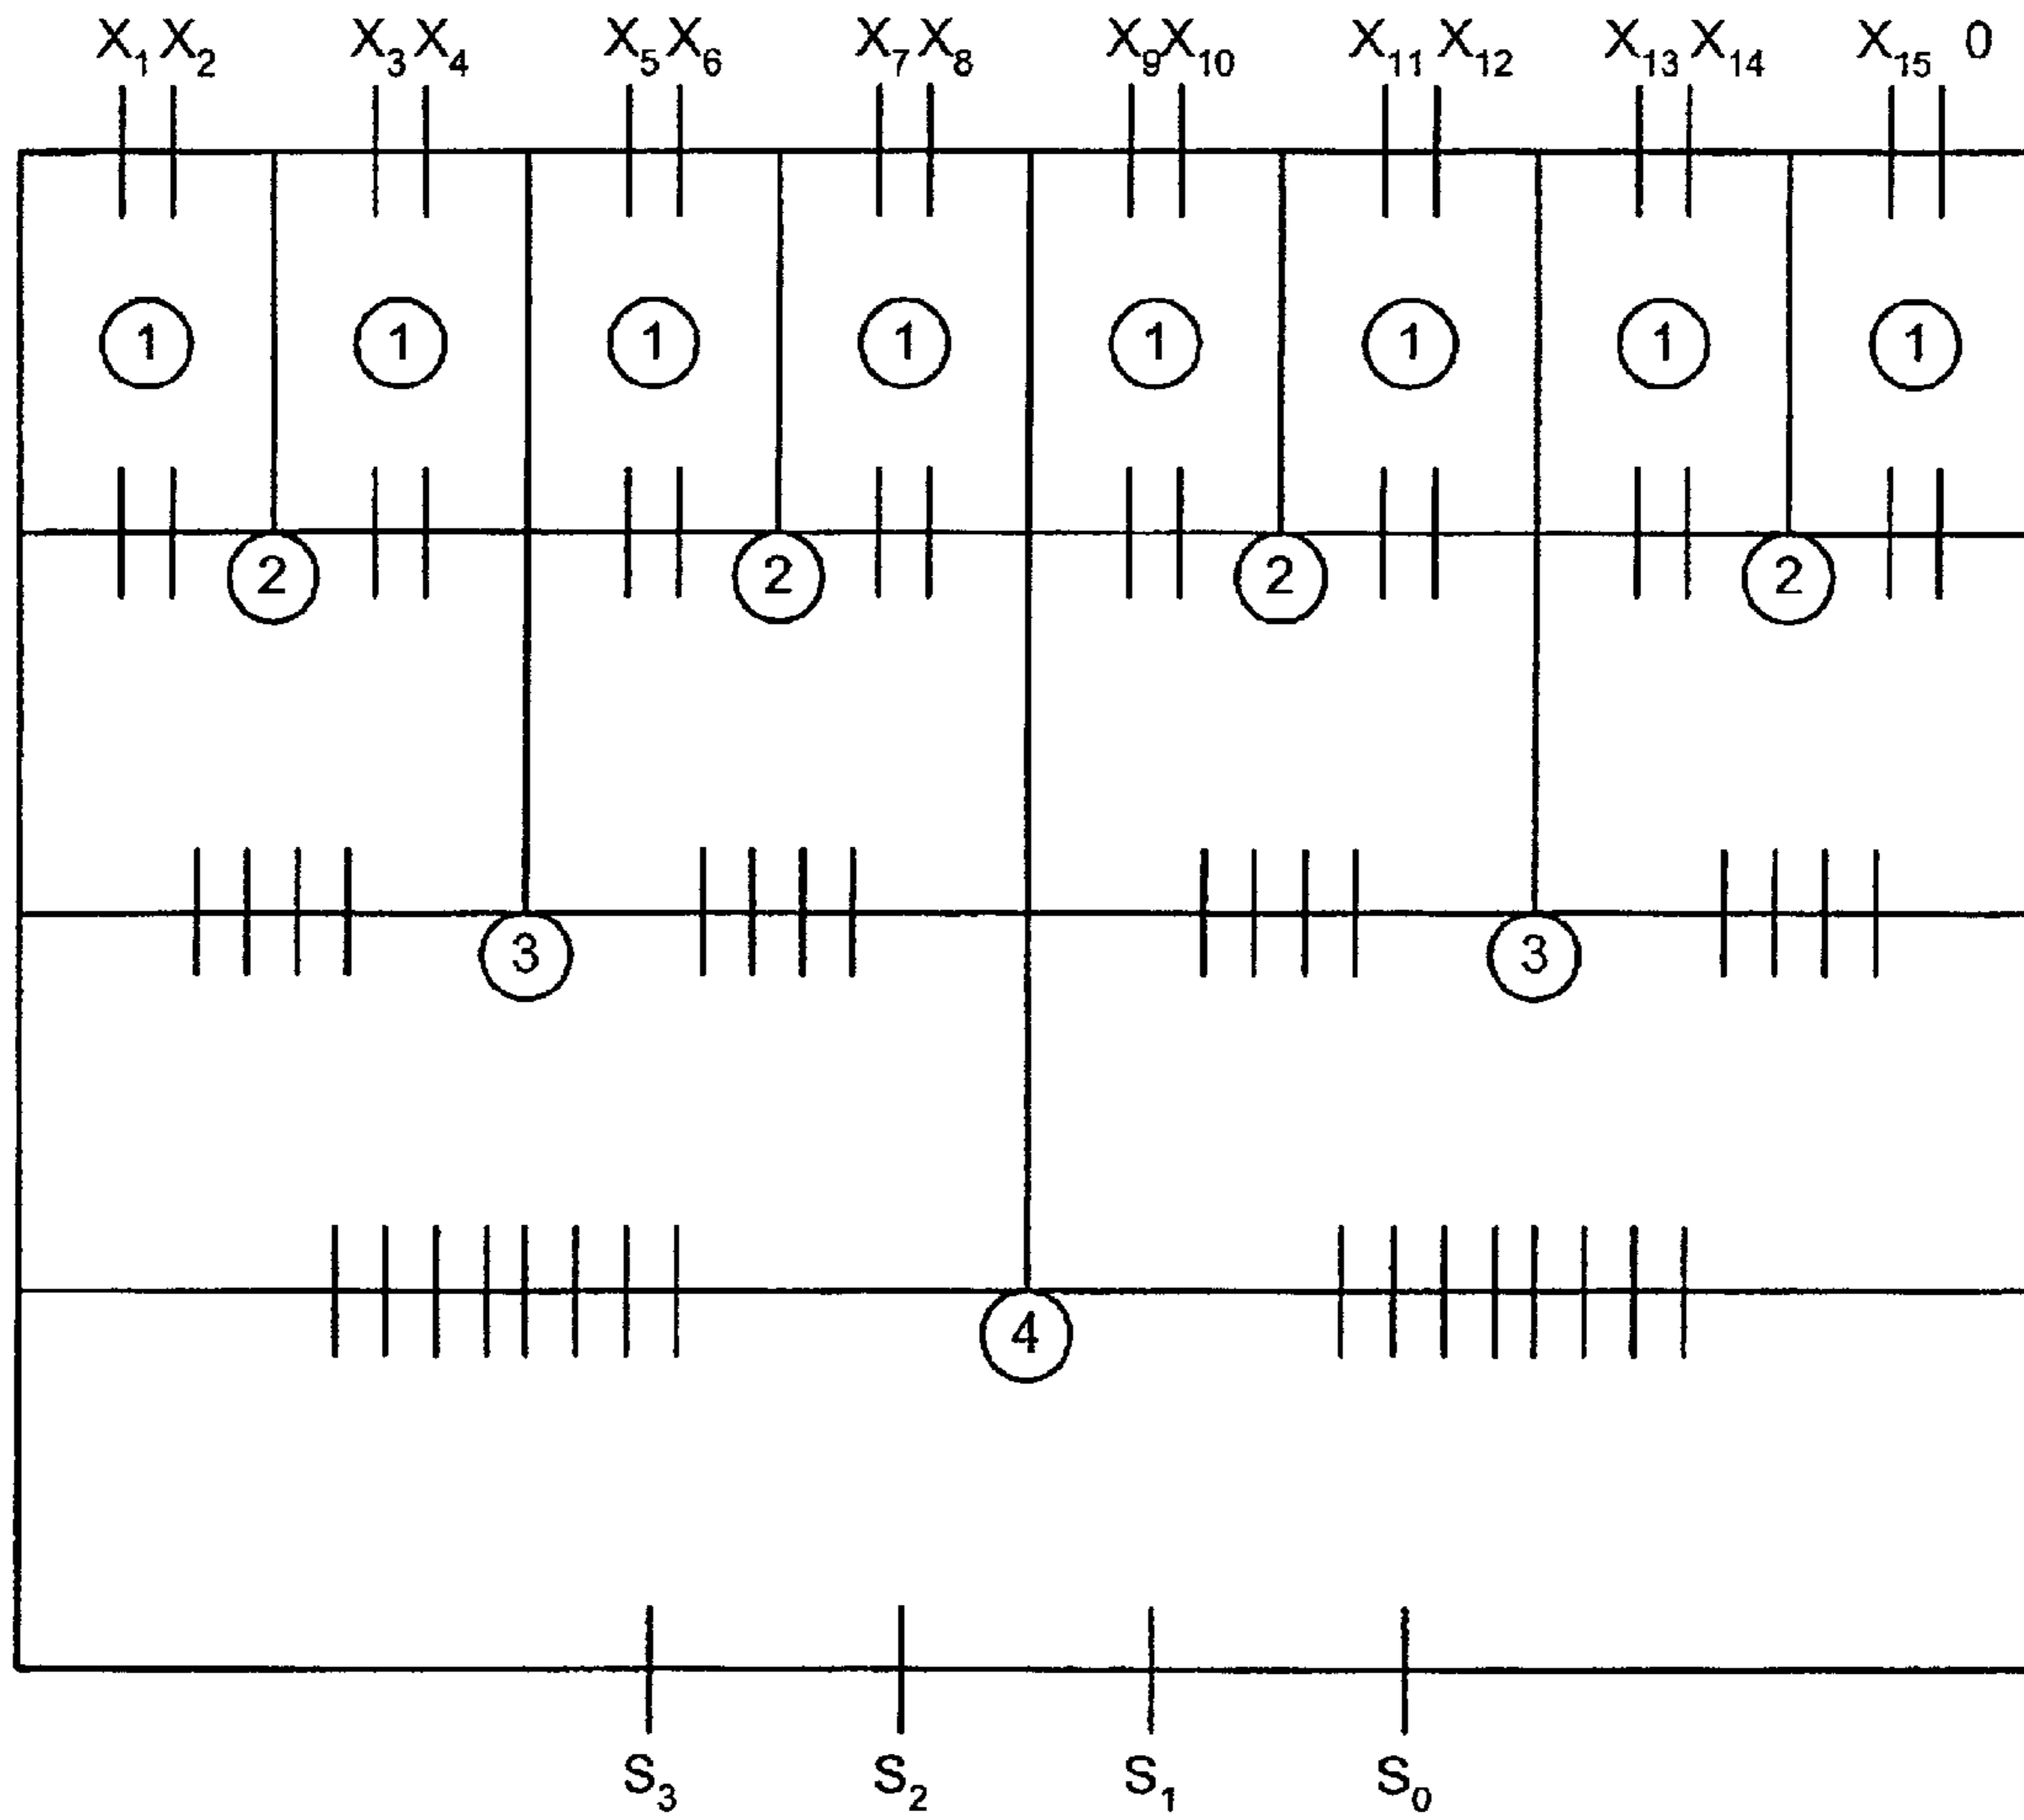 X₁ X₂ X₃ X₄ X₅ X₆ X₇ X₈ X₉ X₁₀ X₁₁ X₁₂ X₁₃ X₁₄ X₁₅ 0
1 1 1 1 1 1 1 1
2 2 2 2
3 3
4
S₃ S₂ S₁ S₀